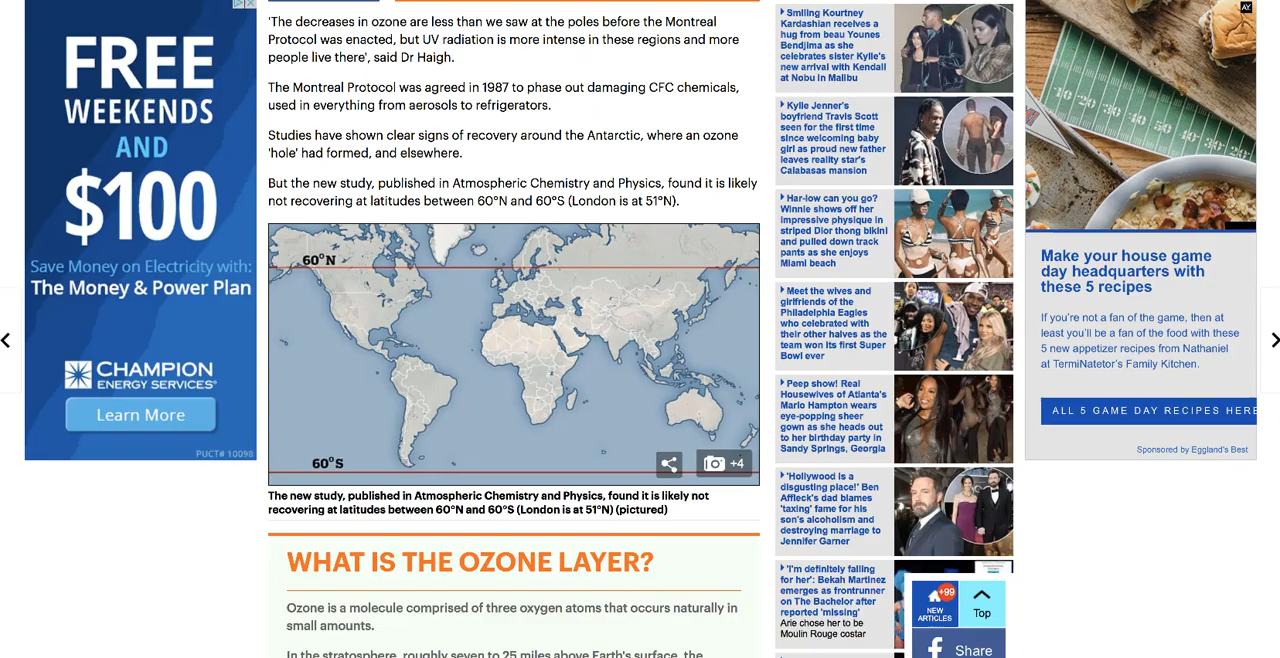 FREE
WEEKENDS
AND
$100
Save Money on Electricity with:
The Money & Power Plan
CHAMPION
ENERGY SERVICES®
Learn More
PUCT# 10098
'The decreases in ozone are less than we saw at the poles before the Montreal
Protocol was enacted, but UV radiation is more intense in these regions and more
people live there', said Dr Haigh.
The Montreal Protocol was agreed in 1987 to phase out damaging CFC chemicals,
used in everything from aerosols to refrigerators.
Studies have shown clear signs of recovery around the Antarctic, where an ozone
'hole' had formed, and elsewhere.
But the new study, published in Atmospheric Chemistry and Physics, found it is likely
not recovering at latitudes between 60°N and 60°S (London is at 51°N).
60°N
60°S
+4
The new study, published in Atmospheric Chemistry and Physics, found it is likely not
recovering at latitudes between 60°N and 60°S (London is at 51°N) (pictured)
WHAT IS THE OZONE LAYER?
Ozone is a molecule comprised of three oxygen atoms that occurs naturally in
small amounts.
In the stratosphere, roughly seven to 25 miles above Earth's surface, the
Smiling Kourtney
Kardashian receives a
hug from beau Younes
Bendjima as she
celebrates sister Kylie's
new arrival with Kendall
at Nobu in Malibu
Kylie Jenner's
boyfriend Travis Scott
seen for the first time
since welcoming baby
girl as proud new father
leaves reality star's
Calabasas mansion
Har-low can you go?
Winnie shows off her
impressive physique in
striped Dior thong bikini
and pulled down track
pants as she enjoys
Miami beach
Meet the wives and
girlfriends of the
Philadelphia Eagles
who celebrated with
their other halves as the
team won its first Super
Bowl ever
Peep show! Real
Housewives of Atlanta's
Marlo Hampton wears
eye-popping sheer
gown as she heads out
to her birthday party in
Sandy Springs, Georgia
'Hollywood is a
disgusting place!' Ben
Affleck's dad blames
'taxing' fame for his
son's alcoholism and
destroying marriage to
Jennifer Garner
'I'm definitely falling
for her': Bekah Martinez
emerges as frontrunner
on The Bachelor after
reported 'missing'
Arie chose her to be
Moulin Rouge costar
+99
NEW
ARTICLES
Top
Share
Make your house game
day headquarters with
these 5 recipes
If you're not a fan of the game, then at
least you'll be a fan of the food with these
5 new appetizer recipes from Nathaniel
at TermiNatetor's Family Kitchen.
ALL 5 GAME DAY RECIPES HERE
Sponsored by Eggland's Best